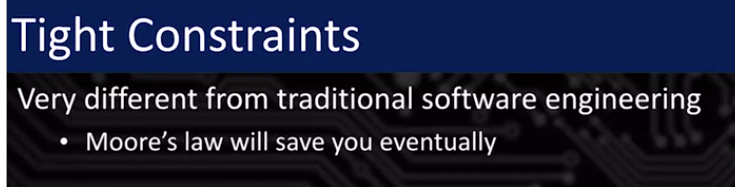 Tight Constraints
Very different from traditional software engineering
• Moore's law will save you eventually